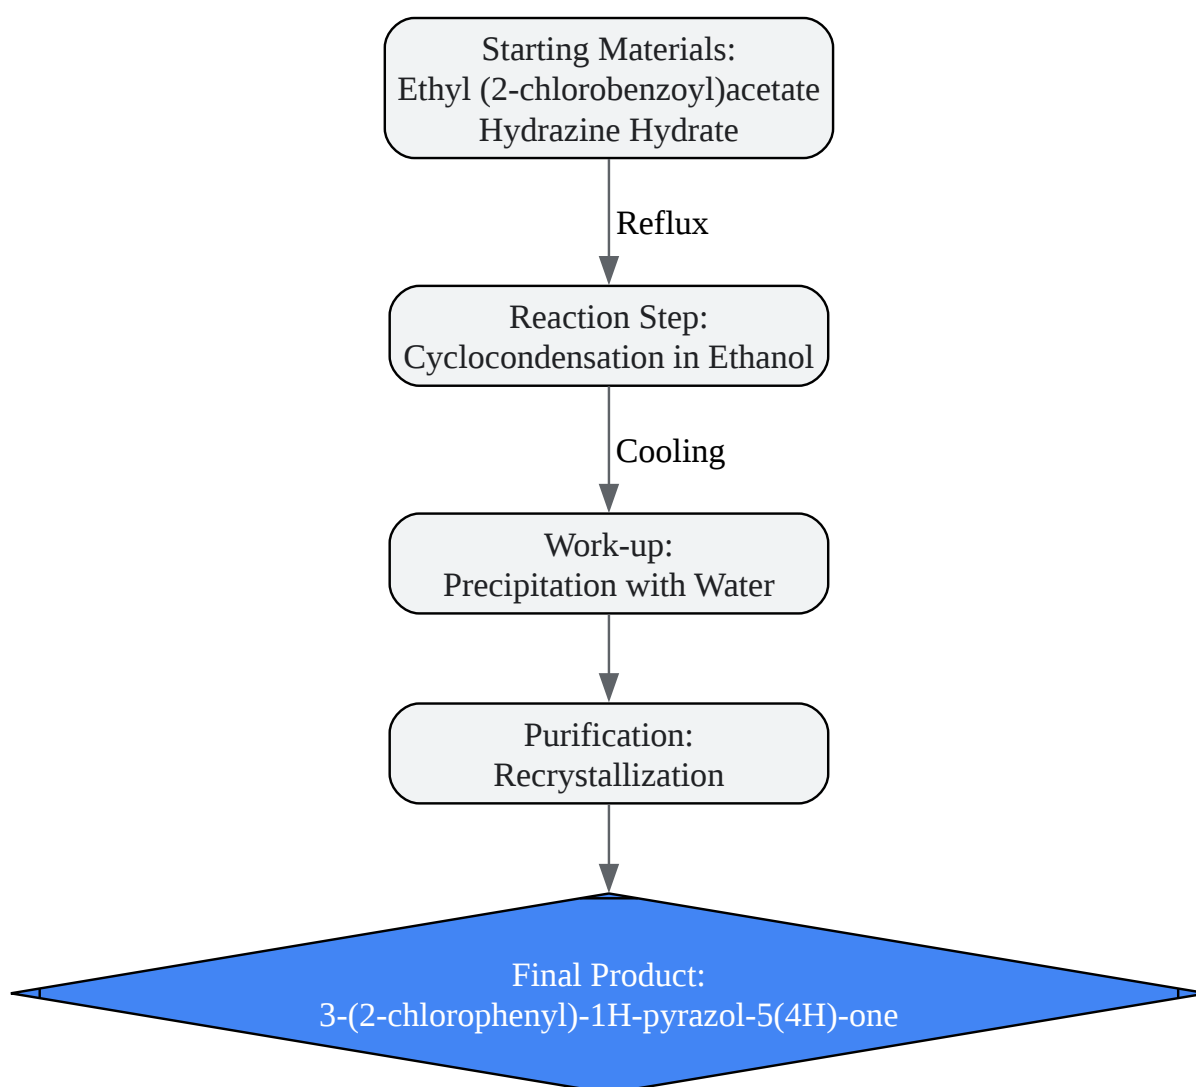 Starting Materials:
Ethyl (2-chlorobenzoyl)acetate
Hydrazine Hydrate
Reflux
Reaction Step:
Cyclocondensation in Ethanol
Cooling
Work-up:
Precipitation with Water
Purification:
Recrystallization
Final Product:
3-(2-chlorophenyl)-1H-pyrazol-5(4H)-one